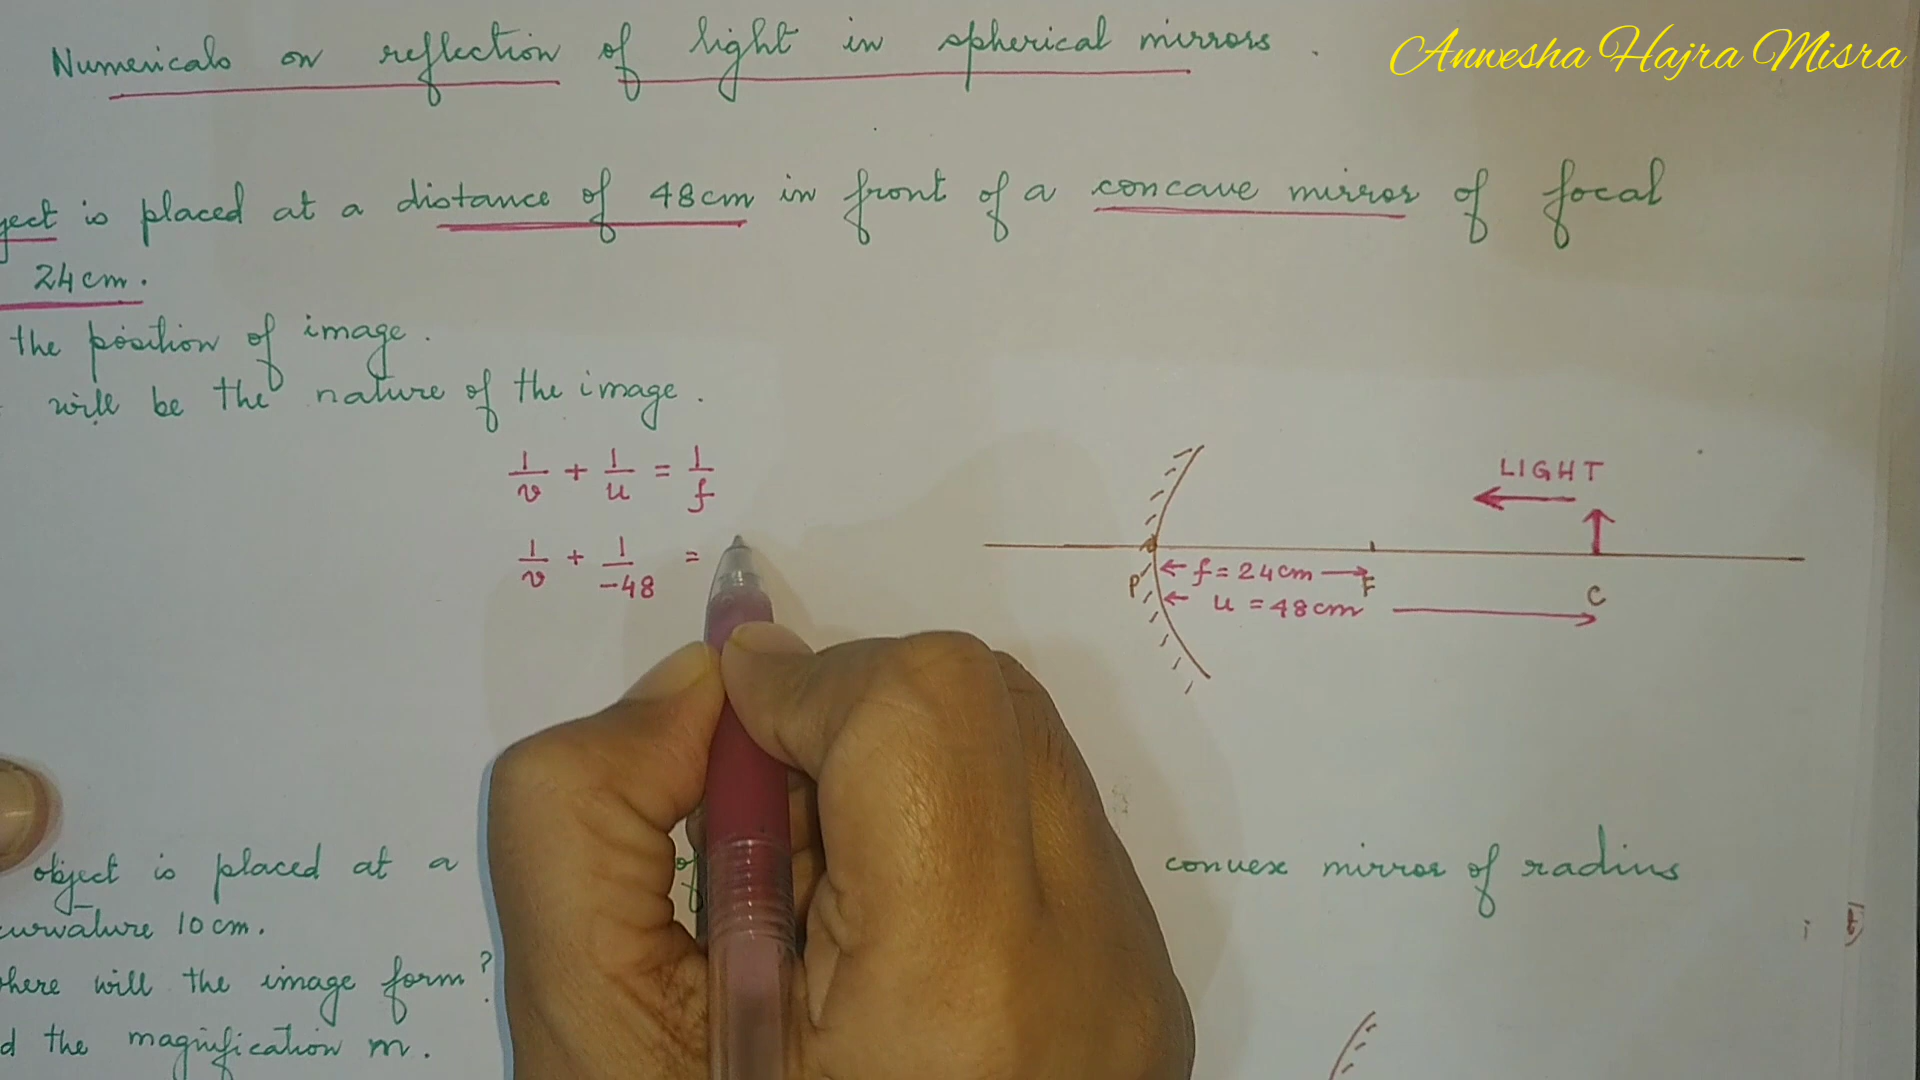 Numericals on reflection of light in spherical mirrors.
Anwesha Hajra Misra
ject is placed at a distance of 48cm in front of a concave mirror of focal
24cm.
the position of image.
will be the nature of the image.
1/v + 1/u = 1/f
1/v + 1/-48 =
LIGHT
f = 24cm
P F
u = 48cm C
object is placed at a of convex mirror of radius
curvature 10cm.
here will the image form?
d the magnification m.